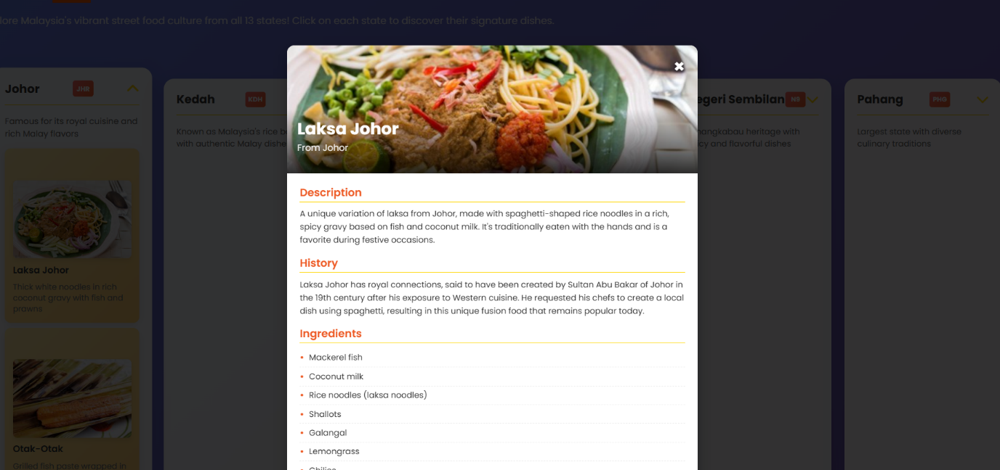 lore Malaysia's vibrant street food culture from all 13 states! Click on each state to discover their signature dishes.
Johor JHR
Famous for its royal cuisine and
rich Malay flavors
Laksa Johor
Thick white noodles in rich
coconut gravy with fish and
prawns
Otak-Otak
Grilled fish paste wrapped in
Kedah KDH
Known as Malaysia's rice b
with authentic Malay dishe
Laksa Johor
From Johor
✖
Description
A unique variation of laksa from Johor, made with spaghetti-shaped rice noodles in a rich,
spicy gravy based on fish and coconut milk. It's traditionally eaten with the hands and is a
favorite during festive occasions.
History
Laksa Johor has royal connections, said to have been created by Sultan Abu Bakar of Johor in
the 19th century after his exposure to Western cuisine. He requested his chefs to create a local
dish using spaghetti, resulting in this unique fusion food that remains popular today.
Ingredients
• Mackerel fish
• Coconut milk
• Rice noodles (laksa noodles)
• Shallots
• Galangal
• Lemongrass
• Chilies
egeri Sembilan NS
nangkabau heritage with
cy and flavorful dishes
Pahang PHG
Largest state with diverse
culinary traditions